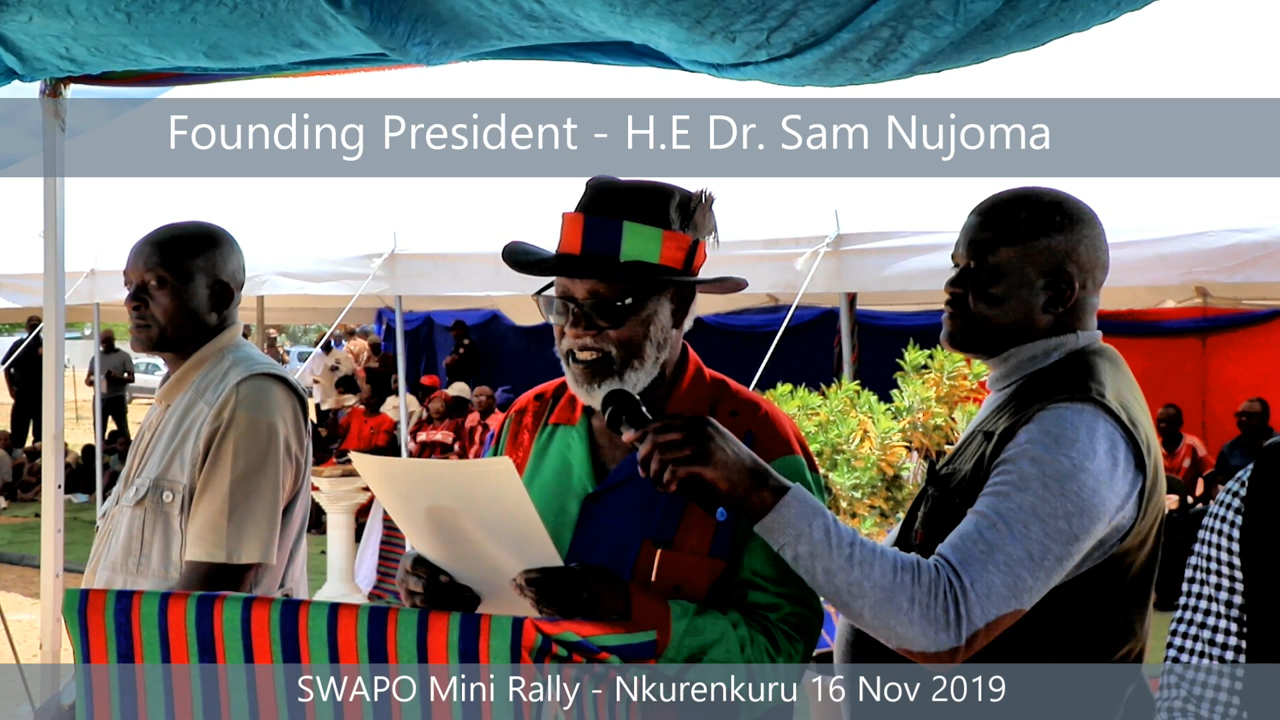 Founding President - H.E Dr. Sam Nujoma
SWAPO Mini Rally - Nkurenkuru 16 Nov 2019